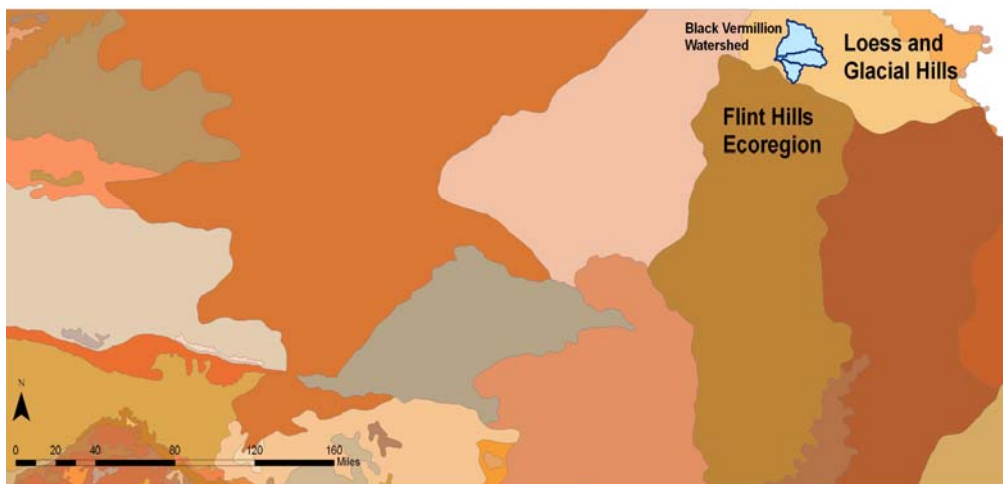 Black Vermillion
Watershed
Loess and
Glacial Hills
Flint Hills
Ecoregion
N
0 20 40 80 120 160
Miles